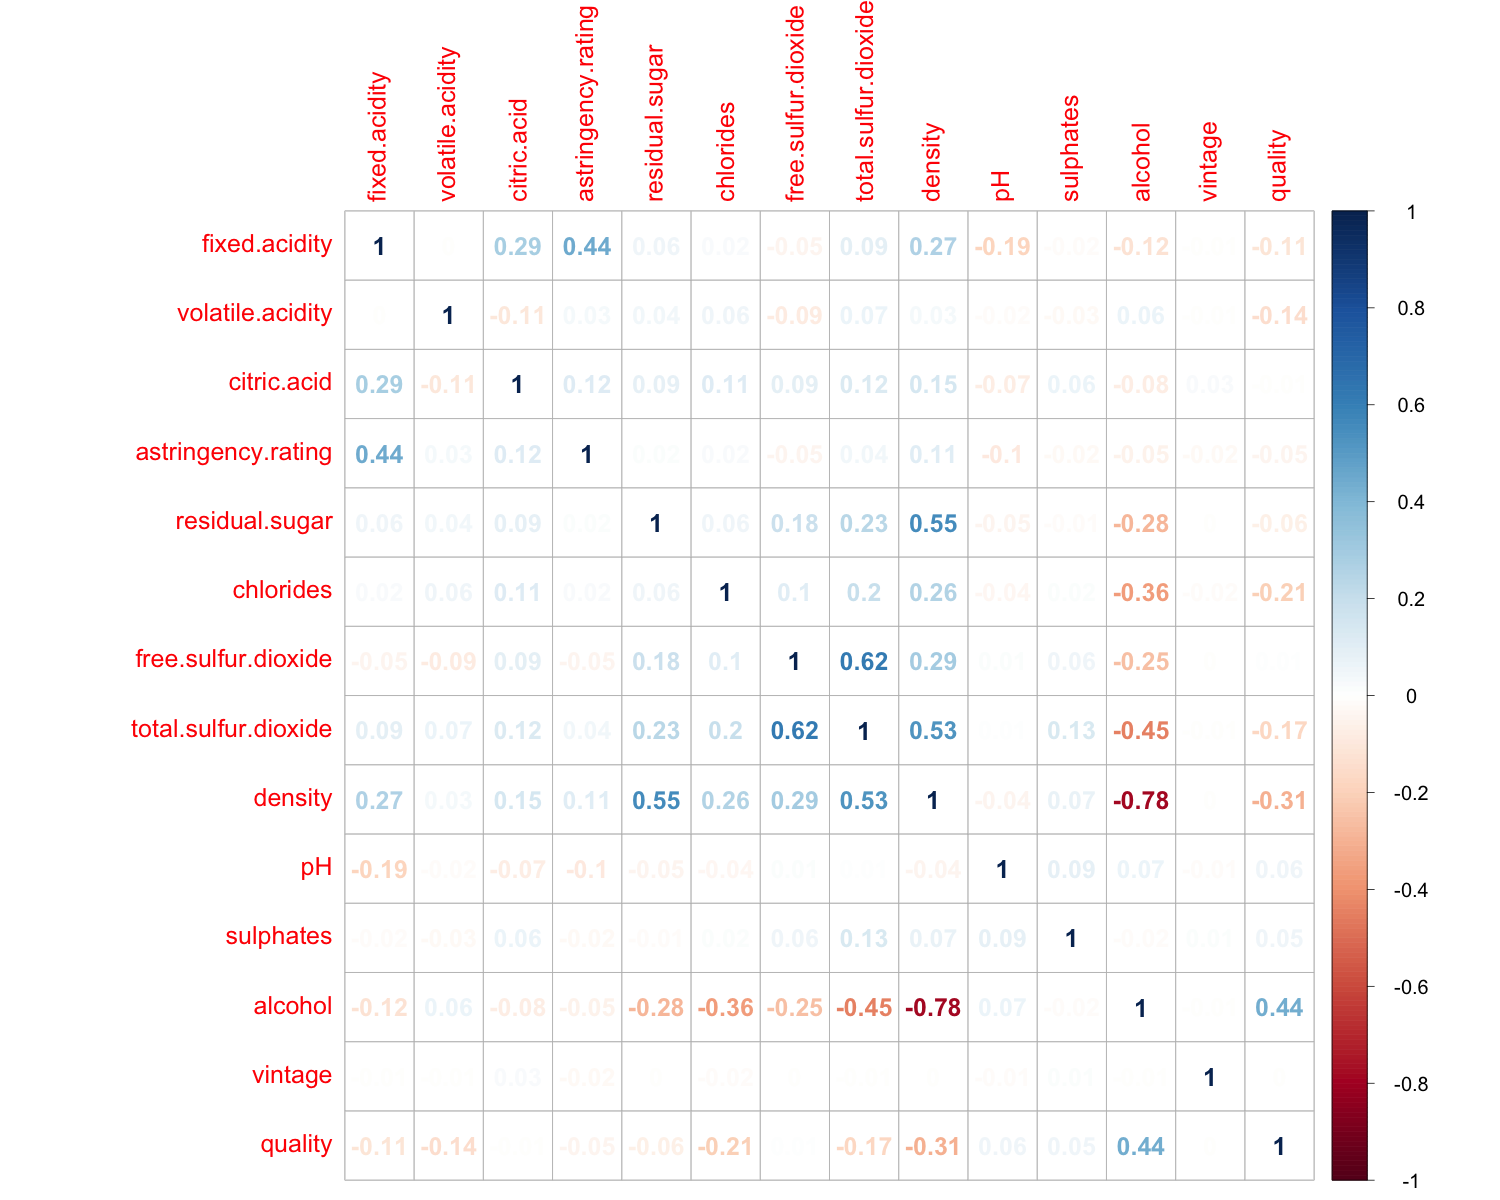 fixed.acidity volatile.acidity citric.acid astringency.rating residual.sugar chlorides free.sulfur.dioxide total.sulfur.dioxide density pH sulphates alcohol vintage quality
fixed.acidity 1 0.29 0.44 0.06 0.02 -0.05 0.09 0.27 -0.19 -0.02 -0.12 -0.11
volatile.acidity 1 -0.11 0.03 0.04 0.06 -0.09 0.07 0.03 -0.02 -0.03 0.06 -0.14
citric.acid 0.29 -0.11 1 0.12 0.09 0.11 0.09 0.12 0.15 -0.07 0.06 -0.08 0.03
astringency.rating 0.44 0.03 0.12 1 0.02 0.02 -0.05 0.04 0.11 -0.1 -0.02 -0.05 -0.02 -0.05
residual.sugar 0.06 0.04 0.09 0.02 1 0.06 0.18 0.23 0.55 -0.05 -0.01 -0.28 -0.06
chlorides 0.02 0.06 0.11 0.02 0.06 1 0.1 0.2 0.26 -0.04 0.02 -0.36 -0.02 -0.21
free.sulfur.dioxide -0.05 -0.09 0.09 -0.05 0.18 0.1 1 0.62 0.29 0.01 0.06 -0.25
total.sulfur.dioxide 0.09 0.07 0.12 0.04 0.23 0.2 0.62 1 0.53 0.13 -0.45 -0.17
density 0.27 0.03 0.15 0.11 0.55 0.26 0.29 0.53 1 -0.04 0.07 -0.78 -0.31
pH -0.19 -0.02 -0.07 -0.1 -0.05 -0.04 0.01 -0.04 1 0.09 0.07 -0.01 0.06
sulphates -0.02 -0.03 0.06 -0.02 -0.01 0.02 0.06 0.13 0.07 0.09 1 -0.02 0.01 0.05
alcohol -0.12 0.06 -0.08 -0.05 -0.28 -0.36 -0.25 -0.45 -0.78 0.07 -0.02 1 0.44
vintage 0.03 -0.02 -0.02 -0.01 0.01 1
quality -0.11 -0.14 -0.05 -0.06 -0.21 -0.17 -0.31 0.06 0.05 0.44 1
1
0.8
0.6
0.4
0.2
0
-0.2
-0.4
-0.6
-0.8
-1